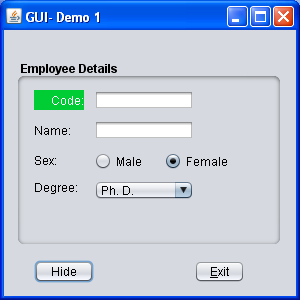 GUI- Demo 1
Employee Details
Code:
Name:
Sex: Male Female
Degree: Ph. D.
Hide Exit